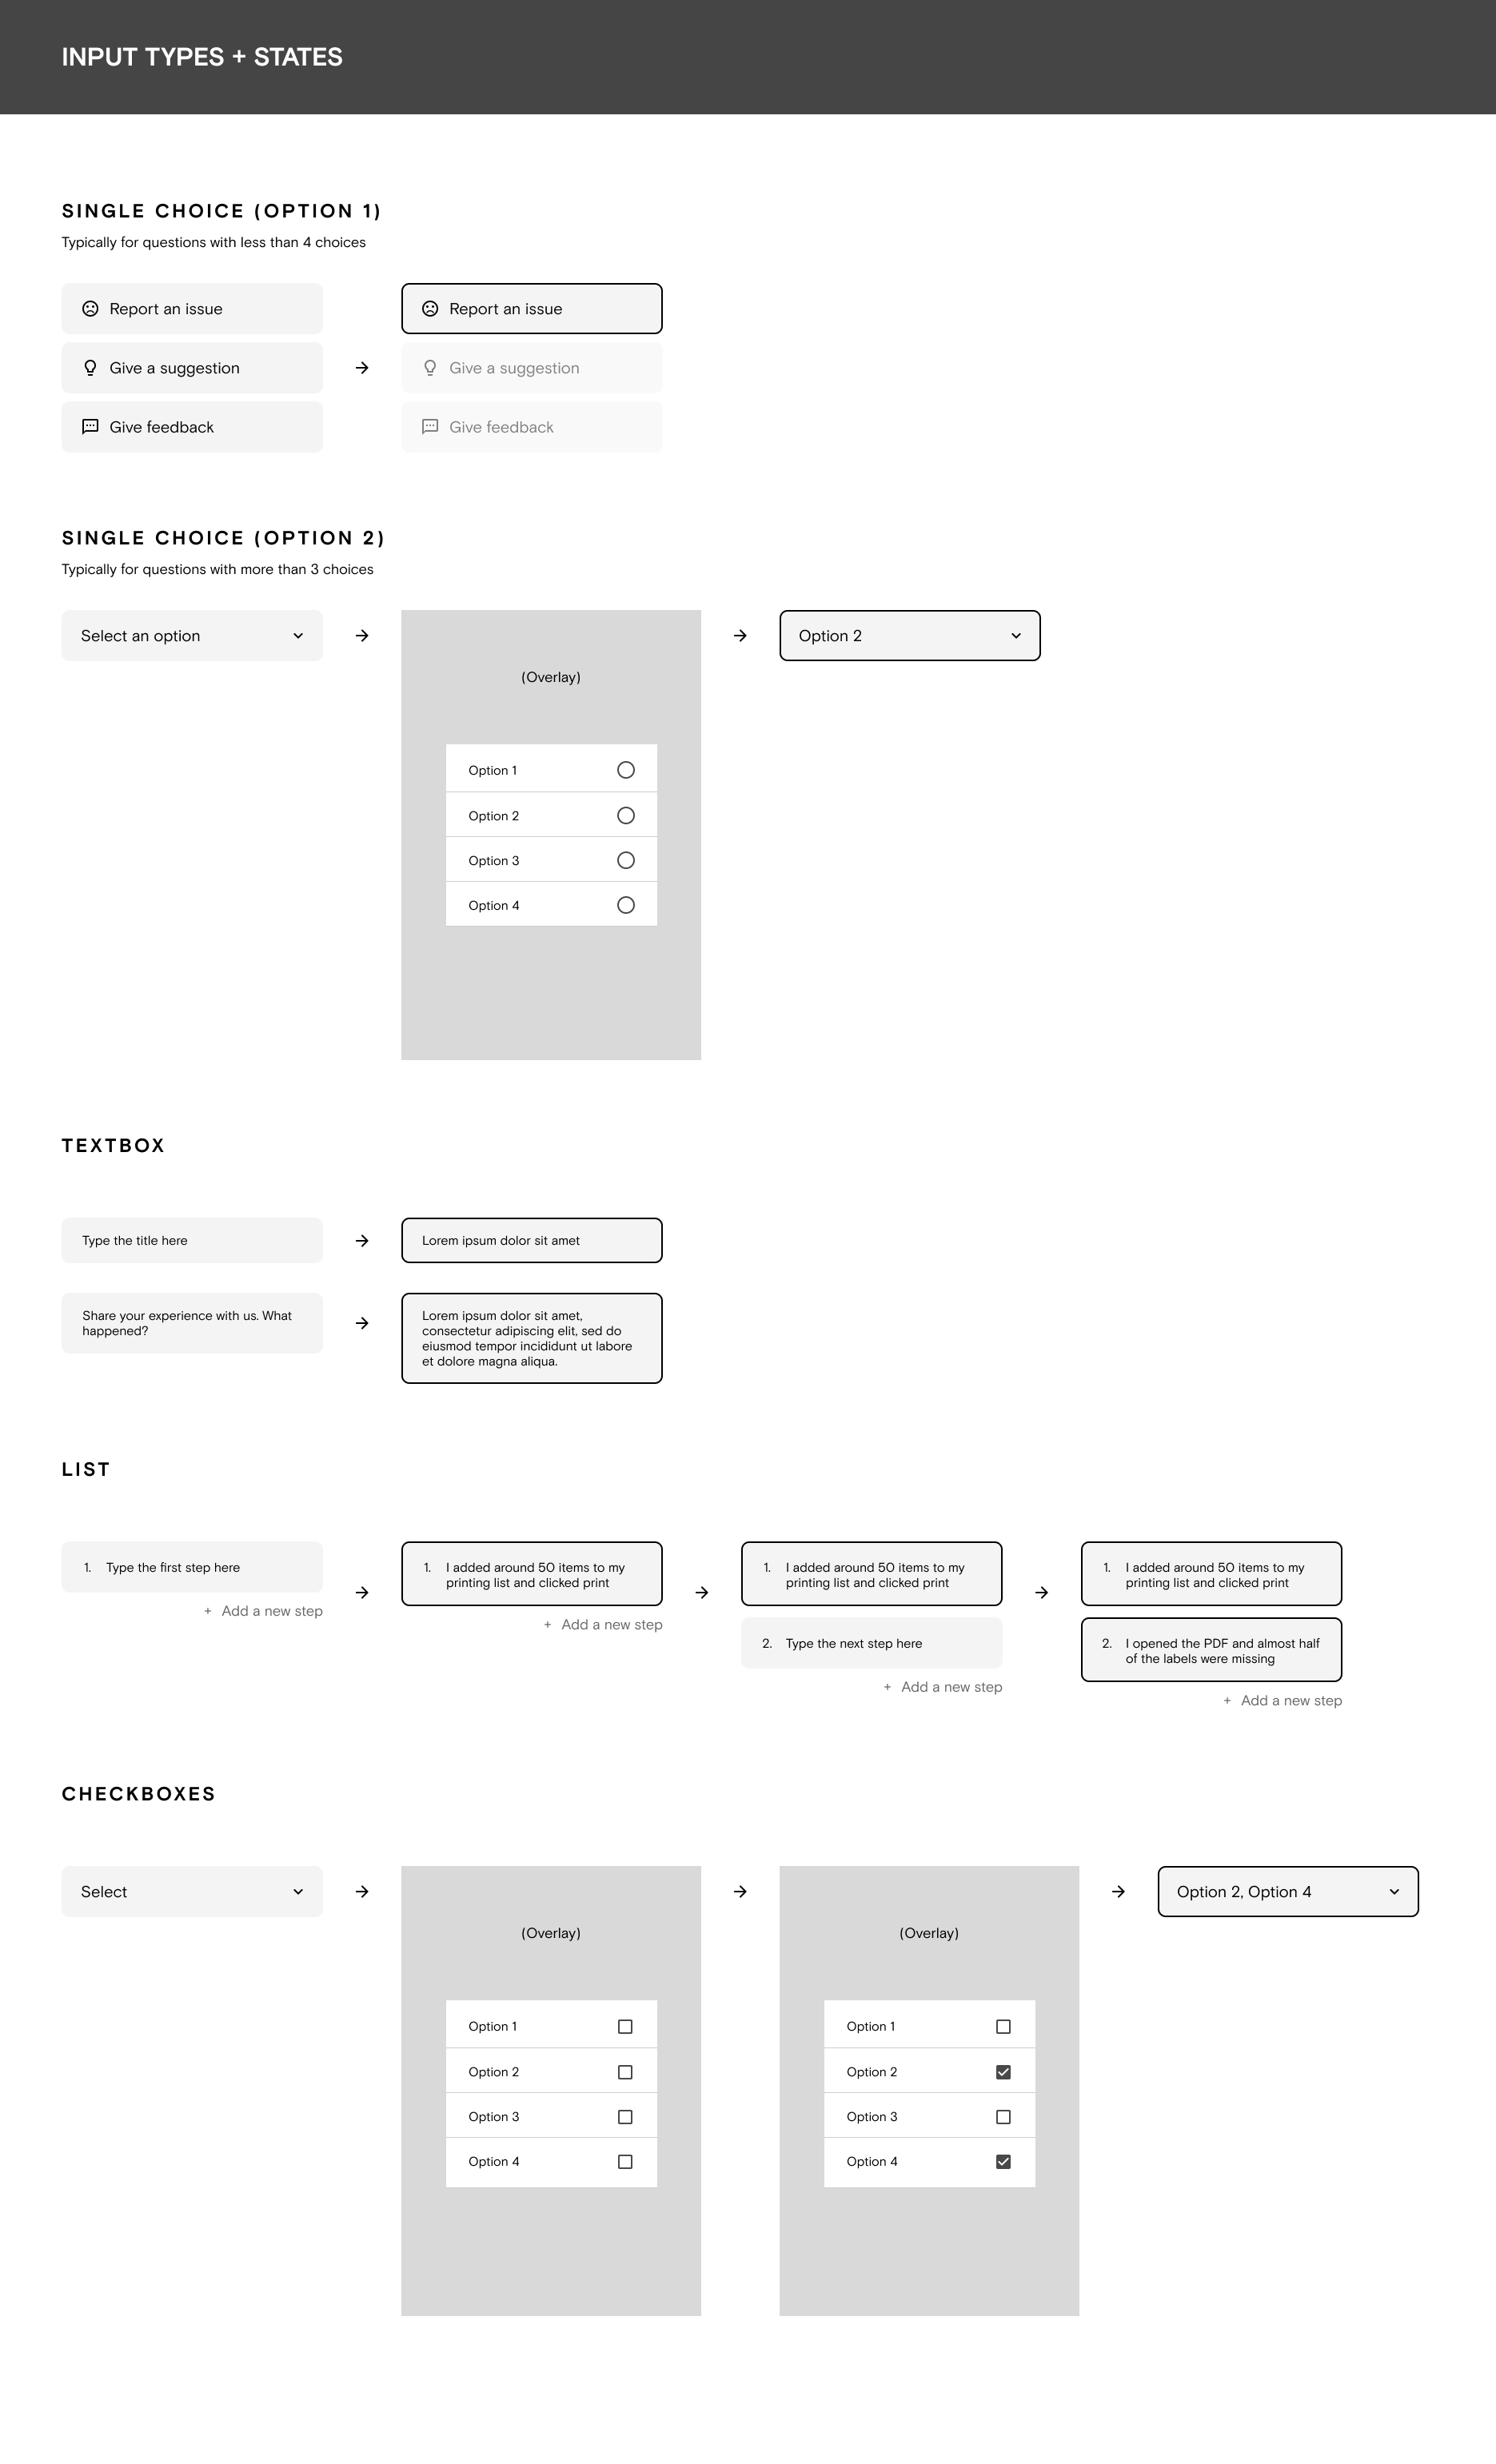 INPUT TYPES + STATES
SINGLE CHOICE (OPTION 1)
Typically for questions with less than 4 choices
Report an issue
Give a suggestion
Give feedback
Report an issue
Give a suggestion
Give feedback
SINGLE CHOICE (OPTION 2)
Typically for questions with more than 3 choices
Select an option
(Overlay)
Option 1
Option 2
Option 3
Option 4
Option 2
TEXTBOX
Type the title here
Lorem ipsum dolor sit amet
Share your experience with us. What
happened?
Lorem ipsum dolor sit amet,
consectetur adipiscing elit, sed do
eiusmod tempor incididunt ut labore
et dolore magna aliqua.
LIST
1. Type the first step here
+ Add a new step
1. I added around 50 items to my
printing list and clicked print
+ Add a new step
1. I added around 50 items to my
printing list and clicked print
2. Type the next step here
+ Add a new step
1. I added around 50 items to my
printing list and clicked print
2. I opened the PDF and almost half
of the labels were missing
+ Add a new step
CHECKBOXES
Select
(Overlay)
Option 1
Option 2
Option 3
Option 4
(Overlay)
Option 1
Option 2
Option 3
Option 4
Option 2, Option 4